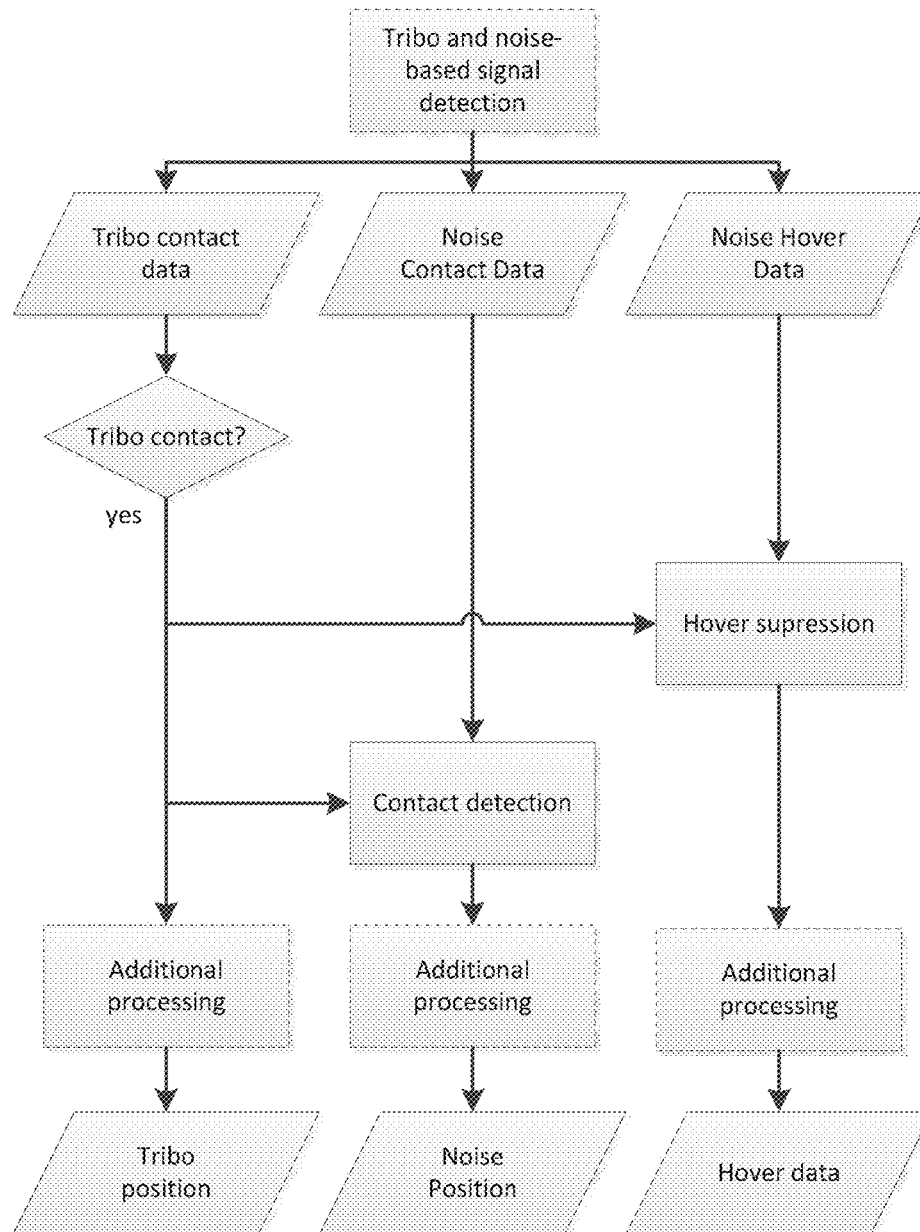 Tribo and noise-
based signal
detection
Tribo contact
data
Noise
Contact Data
Noise Hover
Data
Tribo contact?
yes
Hover supression
Contact detection
Additional
processing
Additional
processing
Additional
processing
Tribo
position
Noise
Position
Hover data